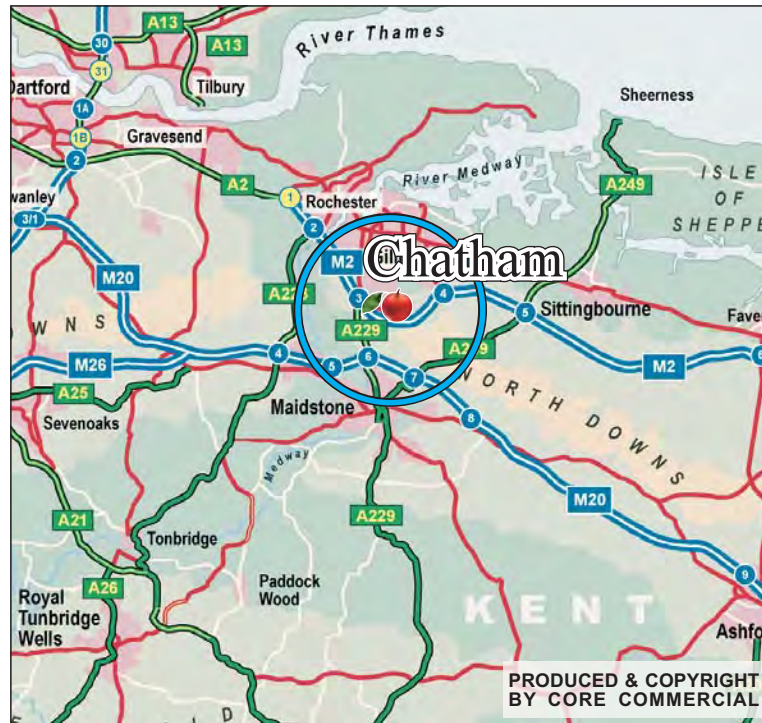 A13
30
A13
River Thames
31
Dartford
Tilbury
1A
Sheerness
1B
Gravesend
2
River Medway
ISLE
A2
A249
1
Rochester
OF
3/1
2
SHEPPE
M20
M2
Chatham
4
3
5
Sittingbourne
A229
OWNS
Fave
M26
4
5
6
7
M2
6
A25
Sevenoaks
Maidstone
8
NORTH DOWNS
Medway
M20
A21
A229
Tonbridge
9
A26
Paddock
Wood
Royal
Tunbridge
Wells
KENT
Ashfo
PRODUCED & COPYRIGHT
BY CORE COMMERCIAL